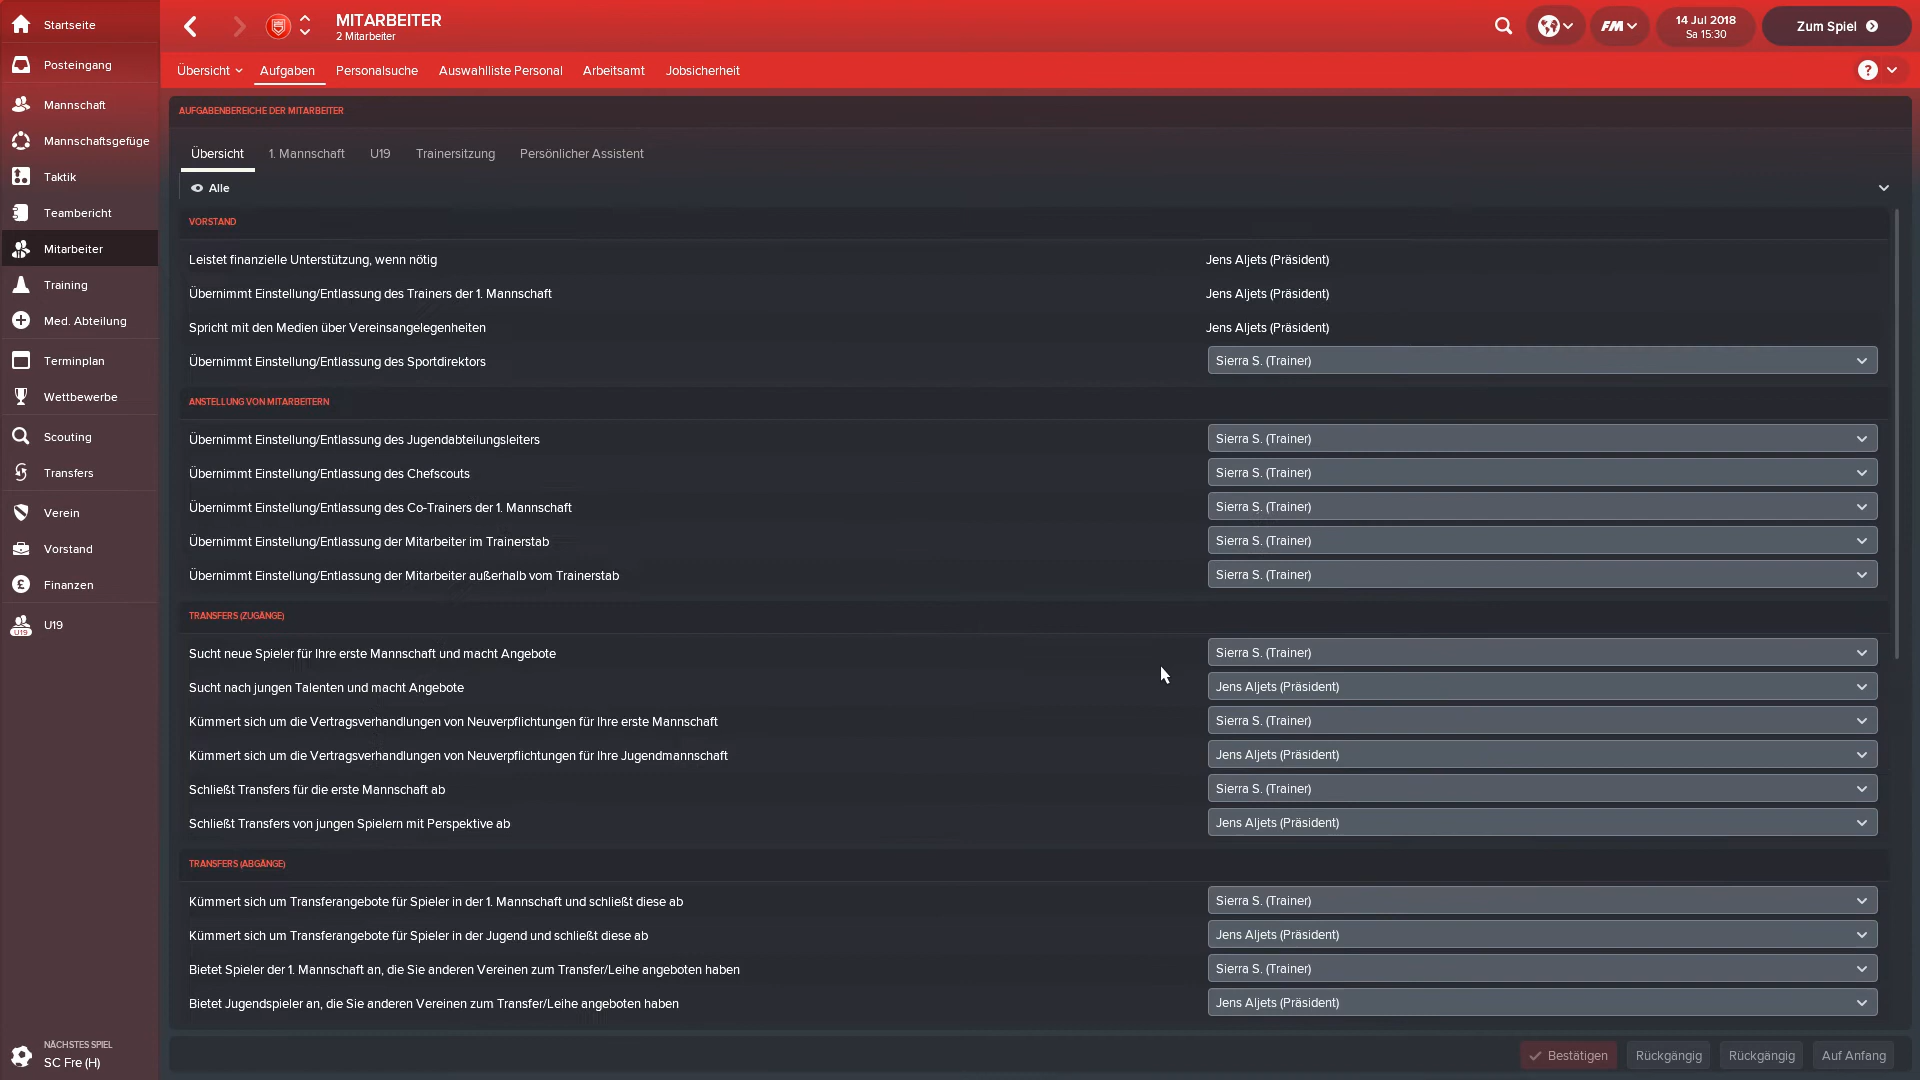 Startseite
Posteingang
Mannschaft
Mannschaftsgefüge
Taktik
Teambericht
Mitarbeiter
Training
Med. Abteilung
Terminplan
Wettbewerbe
Scouting
Transfers
Verein
Vorstand
Finanzen
U19
U19
NÄCHSTES SPIEL
SC Fre (H)
MITARBEITER
2 Mitarbeiter
FM
14 Jul 2018
Sa 15:30
Zum Spiel
Übersicht Aufgaben Personalsuche Auswahlliste Personal Arbeitsamt Jobsicherheit
?
AUFGABENBEREICHE DER MITARBEITER
Übersicht 1. Mannschaft U19 Trainersitzung Persönlicher Assistent
Alle
VORSTAND
Leistet finanzielle Unterstützung, wenn nötig Jens Aljets (Präsident)
Übernimmt Einstellung/Entlassung des Trainers der 1. Mannschaft Jens Aljets (Präsident)
Spricht mit den Medien über Vereinsangelegenheiten Jens Aljets (Präsident)
Übernimmt Einstellung/Entlassung des Sportdirektors Sierra S. (Trainer)
ANSTELLUNG VON MITARBEITERN
Übernimmt Einstellung/Entlassung des Jugendabteilungsleiters Sierra S. (Trainer)
Übernimmt Einstellung/Entlassung des Chefscouts Sierra S. (Trainer)
Übernimmt Einstellung/Entlassung des Co-Trainers der 1. Mannschaft Sierra S. (Trainer)
Übernimmt Einstellung/Entlassung der Mitarbeiter im Trainerstab Sierra S. (Trainer)
Übernimmt Einstellung/Entlassung der Mitarbeiter außerhalb vom Trainerstab Sierra S. (Trainer)
TRANSFERS (ZUGÄNGE)
Sucht neue Spieler für Ihre erste Mannschaft und macht Angebote Sierra S. (Trainer)
Sucht nach jungen Talenten und macht Angebote Jens Aljets (Präsident)
Kümmert sich um die Vertragsverhandlungen von Neuverpflichtungen für Ihre erste Mannschaft Sierra S. (Trainer)
Kümmert sich um die Vertragsverhandlungen von Neuverpflichtungen für Ihre Jugendmannschaft Jens Aljets (Präsident)
Schließt Transfers für die erste Mannschaft ab Sierra S. (Trainer)
Schließt Transfers von jungen Spielern mit Perspektive ab Jens Aljets (Präsident)
TRANSFERS (ABGÄNGE)
Kümmert sich um Transferangebote für Spieler in der 1. Mannschaft und schließt diese ab Sierra S. (Trainer)
Kümmert sich um Transferangebote für Spieler in der Jugend und schließt diese ab Jens Aljets (Präsident)
Bietet Spieler der 1. Mannschaft an, die Sie anderen Vereinen zum Transfer/Leihe angeboten haben Sierra S. (Trainer)
Bietet Jugendspieler an, die Sie anderen Vereinen zum Transfer/Leihe angeboten haben Jens Aljets (Präsident)
Bestätigen Rückgängig Rückgängig Auf Anfang